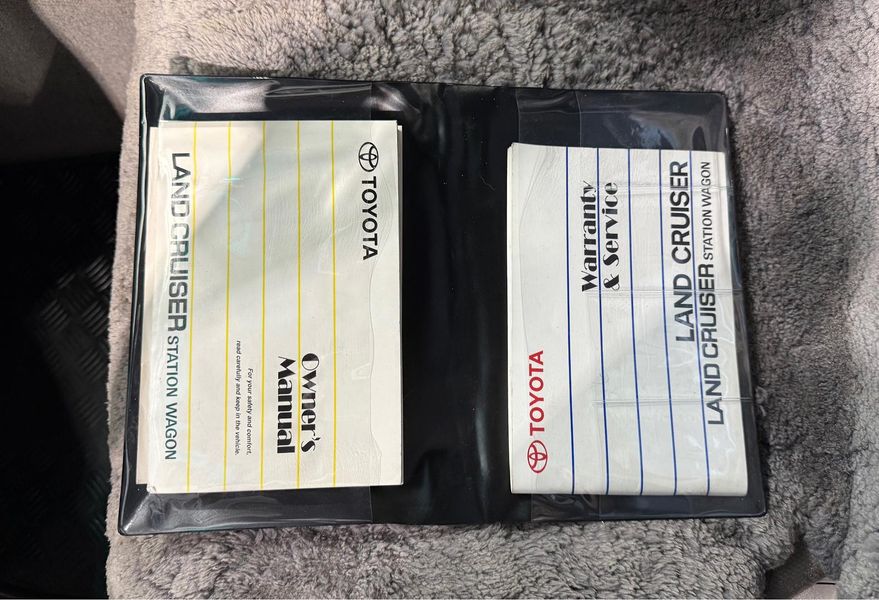 TOYOTA
Owner's
Manual
For your safety and comfort,
read carefully and keep in the vehicle.
LAND CRUISER STATION WAGON
TOYOTA
Warranty
& Service
LAND CRUISER
LAND CRUISER STATION WAGON